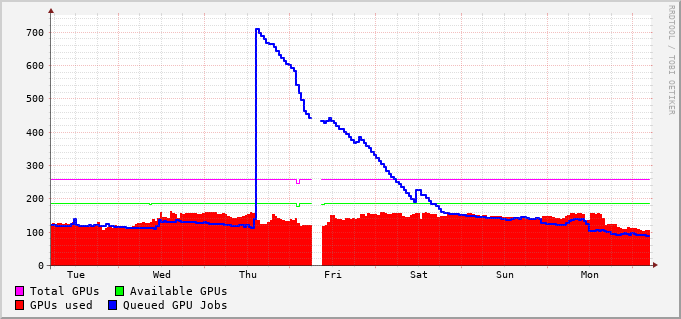 700
600
500
400
300
200
100
0
Tue Wed Thu Fri Sat Sun Mon
Total GPUs Available GPUs
GPUs used Queued GPU Jobs
RRDTOOL / TOBI OETIKER